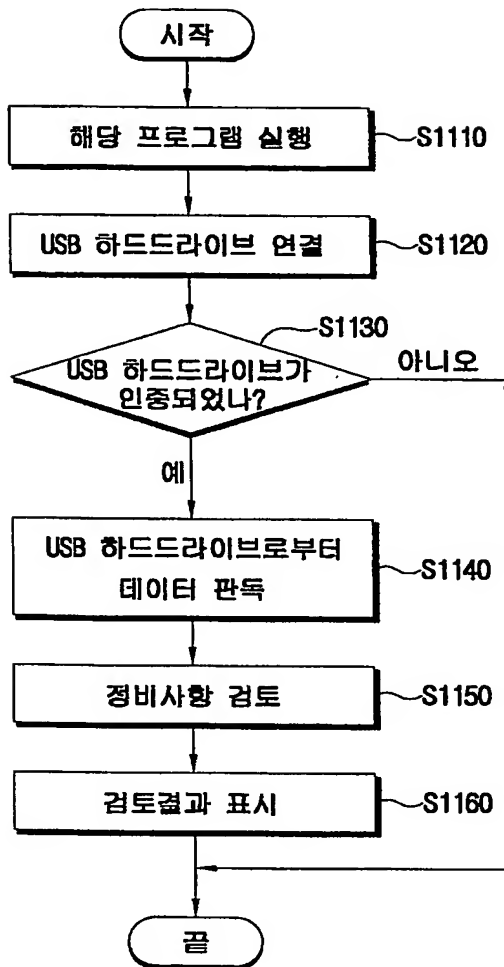 시작
해당 프로그램 실행
S1110
USB 하드드라이브 연결
S1120
S1130
USB 하드드라이브가
인증되었나?
아니오
예
USB 하드드라이브로부터
데이터 판독
S1140
정비사항 검토
S1150
검토결과 표시
S1160
끝